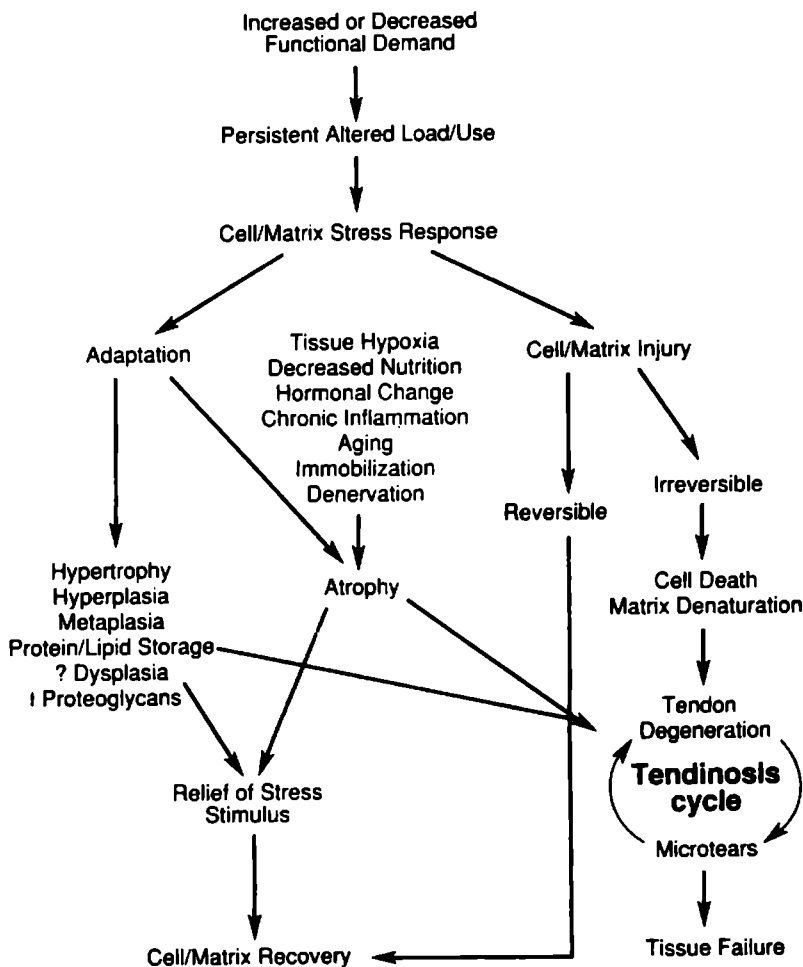 Increased or Decreased
Functional Demand
Persistent Altered Load/Use
Cell/Matrix Stress Response
Adaptation
Tissue Hypoxia
Decreased Nutrition
Hormonal Change
Chronic Inflammation
Aging
Immobilization
Denervation
Cell/Matrix Injury
Reversible
Irreversible
Hypertrophy
Hyperplasia
Metaplasia
Protein/Lipid Storage
? Dysplasia
Proteoglycans
Atrophy
Cell Death
Matrix Denaturation
Tendon
Degeneration
Tendinosis
cycle
Microtears
Relief of Stress
Stimulus
Cell/Matrix Recovery
Tissue Failure